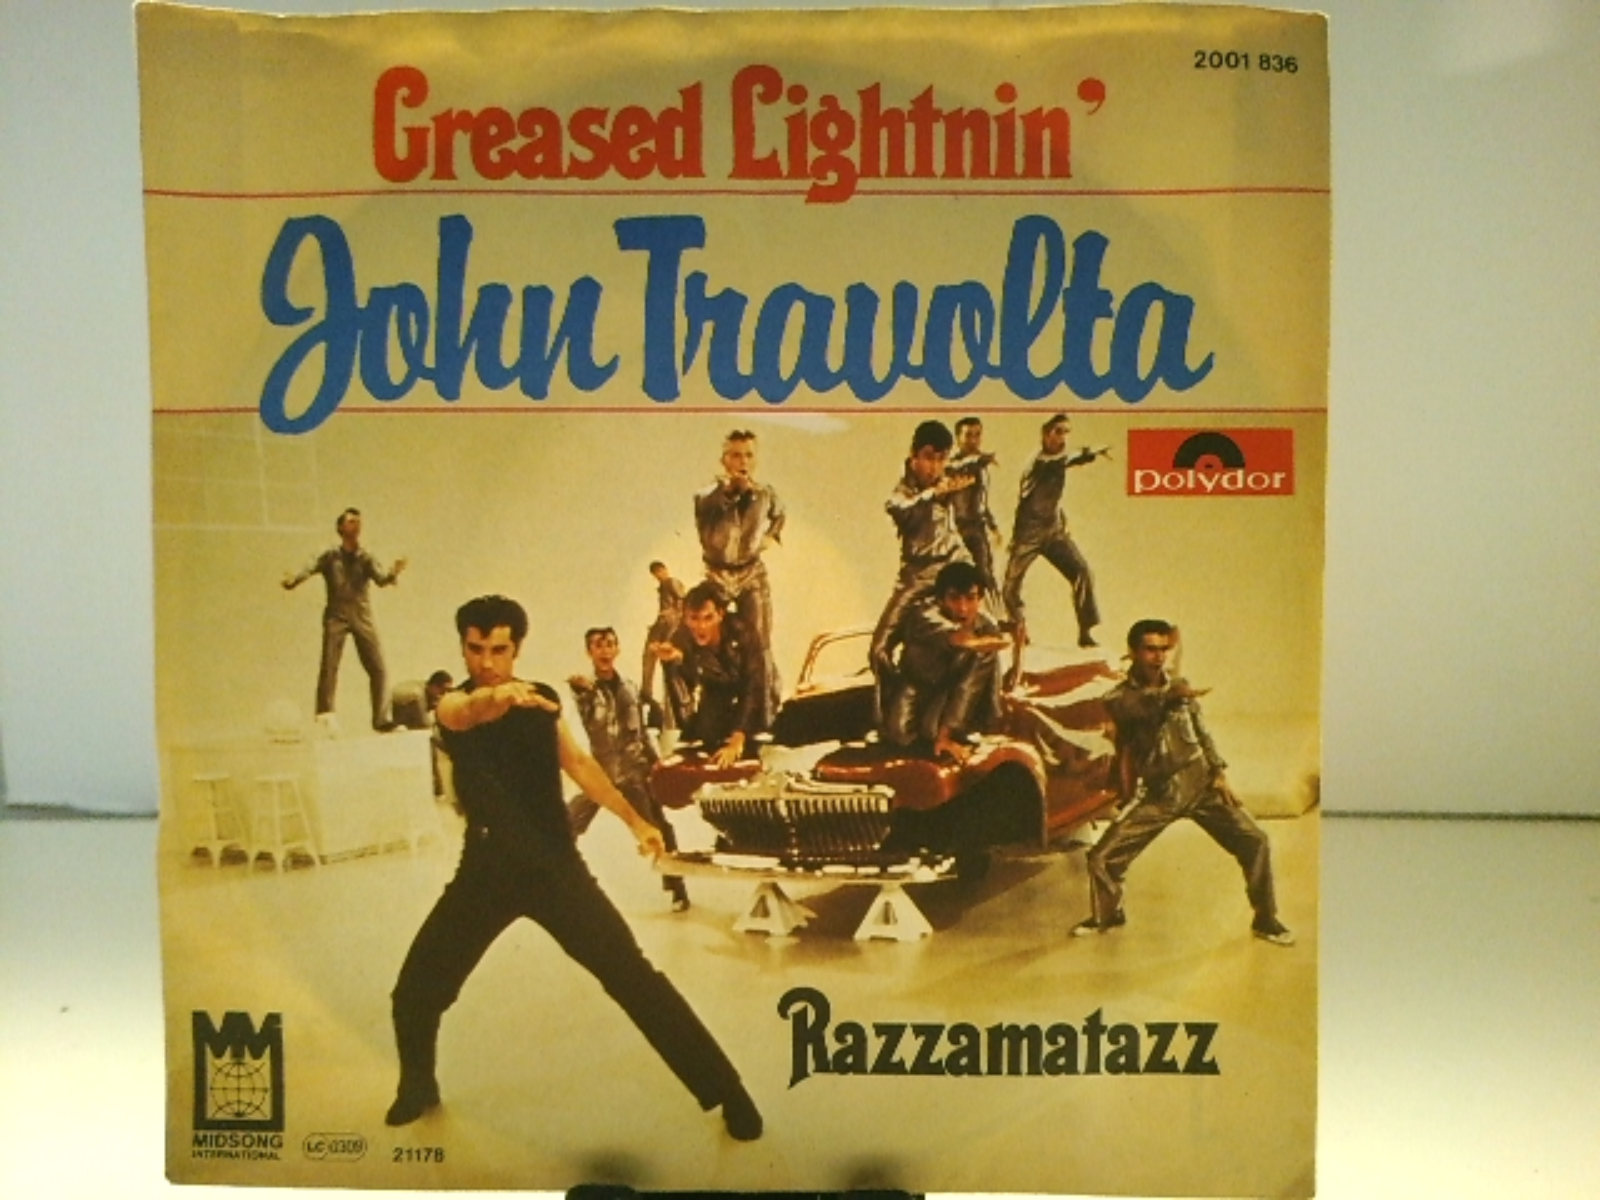 2001 836
Greased Lightnin'
John Travolta
polydor
Razzamatazz
MIDSONG
INTERNATIONAL
LC 0309
21178